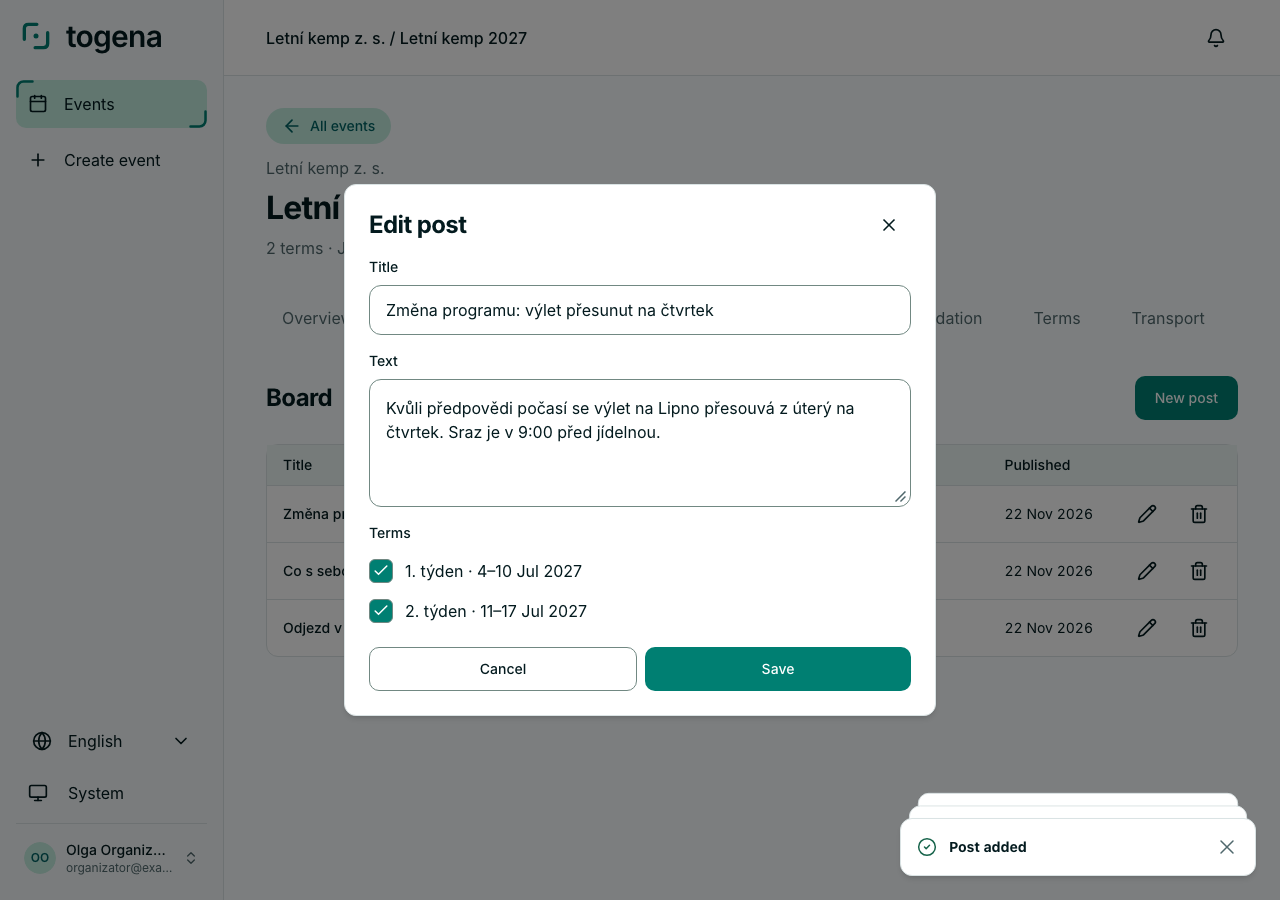 togena
Letní kemp z. s. / Letní kemp 2027
Events
Create event
All events
Letní kemp z. s.
Letní
2 terms · J
Edit post
Title
Změna programu: výlet přesunut na čtvrtek
Text
Kvůli předpovědi počasí se výlet na Lipno přesouvá z úterý na
čtvrtek. Sraz je v 9:00 před jídelnou.
Terms
1. týden · 4–10 Jul 2027
2. týden · 11–17 Jul 2027
Cancel
Save
Terms
Transport
Board
New post
Title
Published
Změna
22 Nov 2026
Co s
22 Nov 2026
Odjezd v
22 Nov 2026
English
System
OO
Olga Organiz...
organizator@exa...
Post added